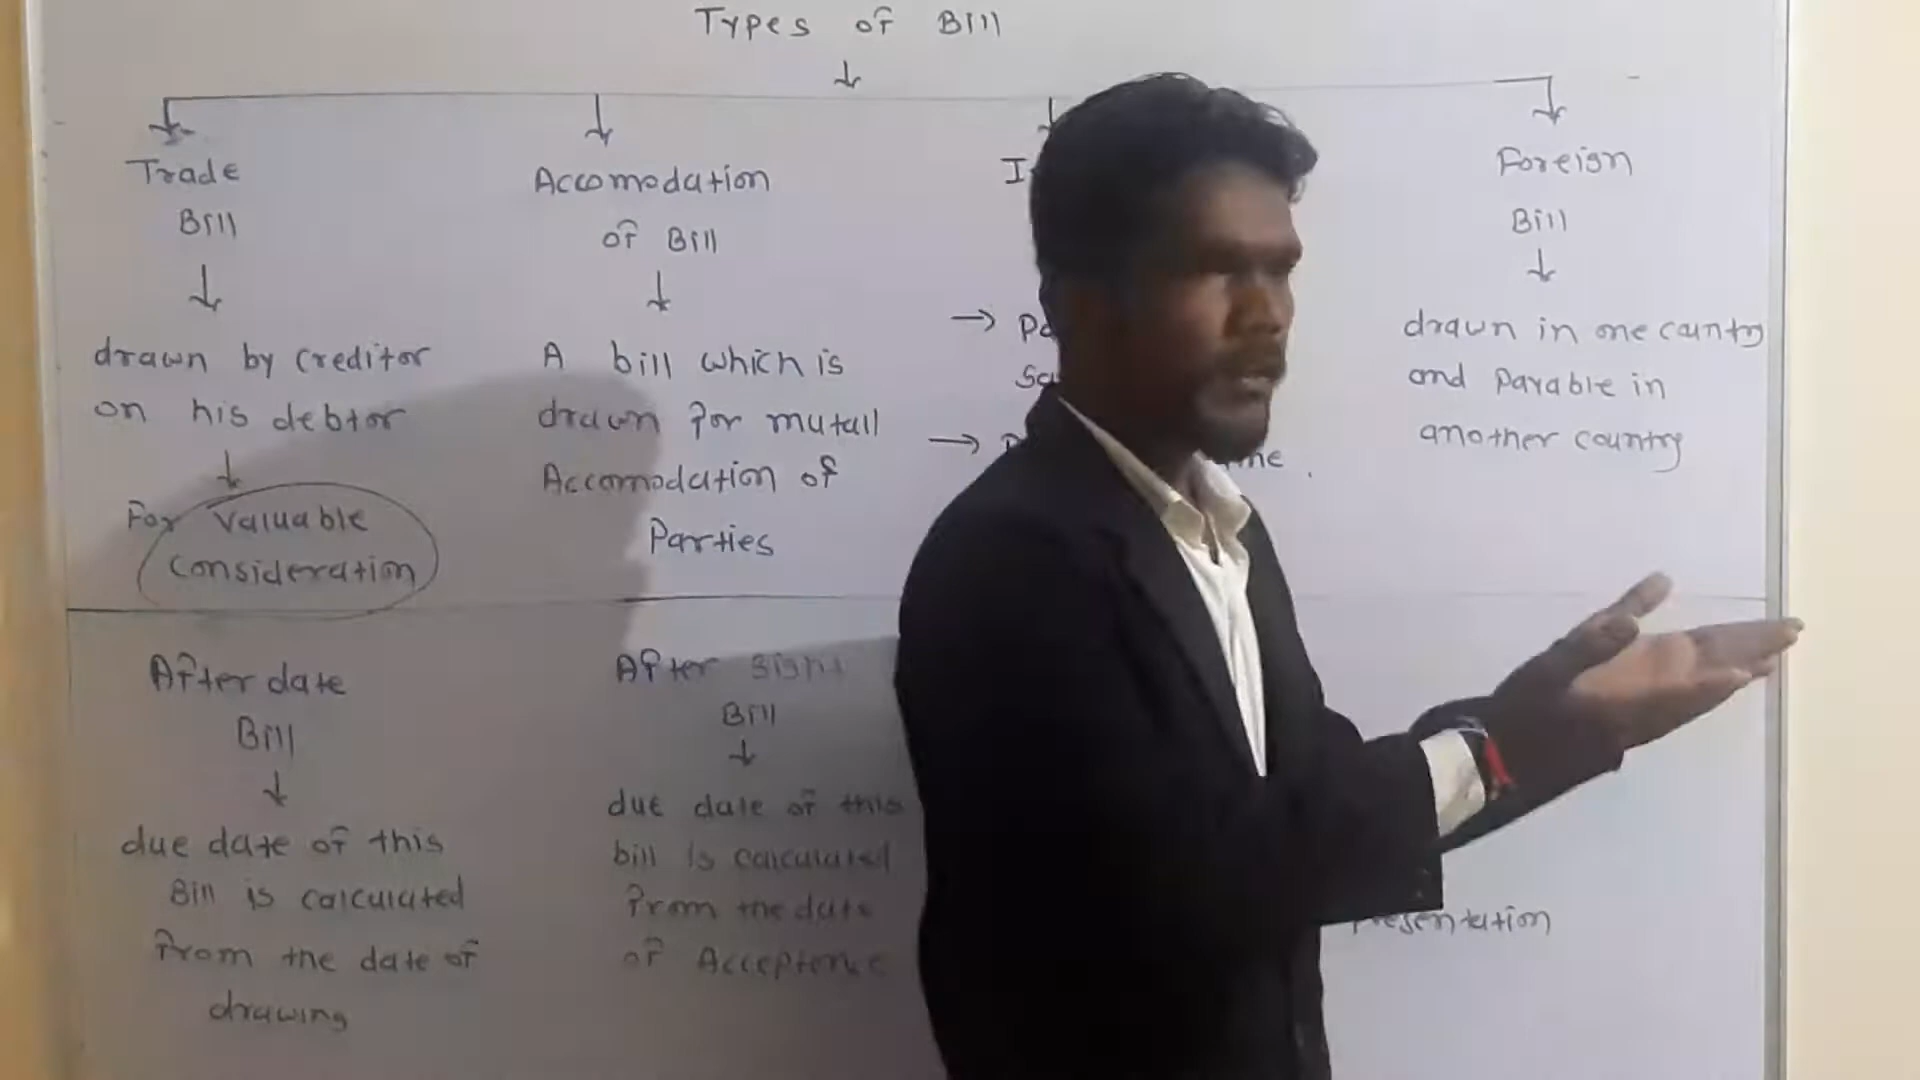 Types of Bill
Trade
Bill
drawn by creditor
on his debtor
For Valuable
consideration
Accomodation
of Bill
A bill which is
drawn for mutall
Accomodation of
Parties
Foreign
Bill
drawn in one country
and Payable in
another country
After date
Bill
due date of this
Bill is calculated
from the date of
drawing
After Sight
Bill
due date of this
bill is calculated
from the date
of Acceptence
presentation